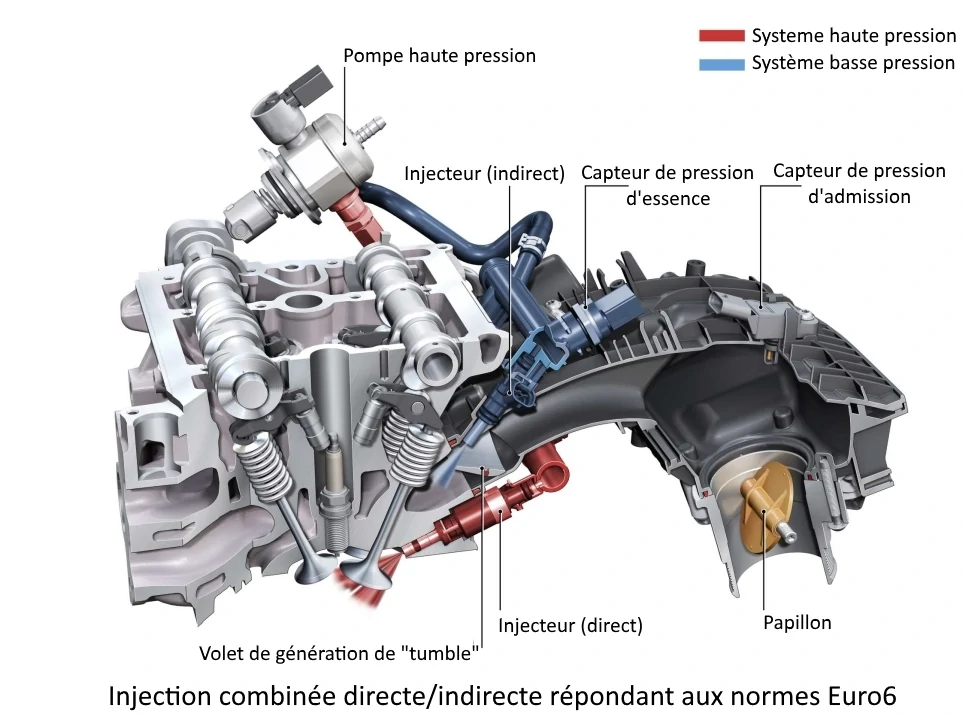 Systeme haute pression
Système basse pression
Pompe haute pression
Injecteur (indirect)
Capteur de pression
d'essence
Capteur de pression
d'admission
Injecteur (direct)
Papillon
Volet de génération de "tumble"
Injection combinée directe/indirecte répondant aux normes Euro6